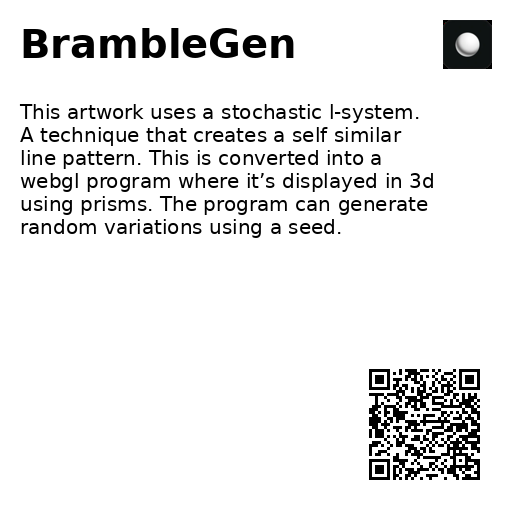 BrambleGen
This artwork uses a stochastic l-system.
A technique that creates a self similar
line pattern. This is converted into a
webgl program where it’s displayed in 3d
using prisms. The program can generate
random variations using a seed.